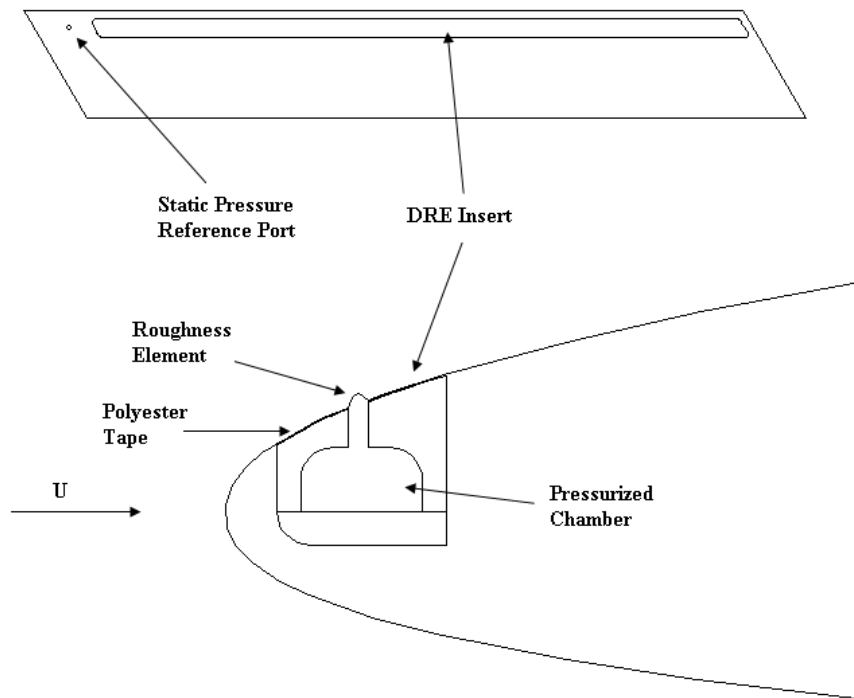 Static Pressure
Reference Port
DRE Insert
Roughness
Element
Polyester
Tape
U
Pressurized
Chamber